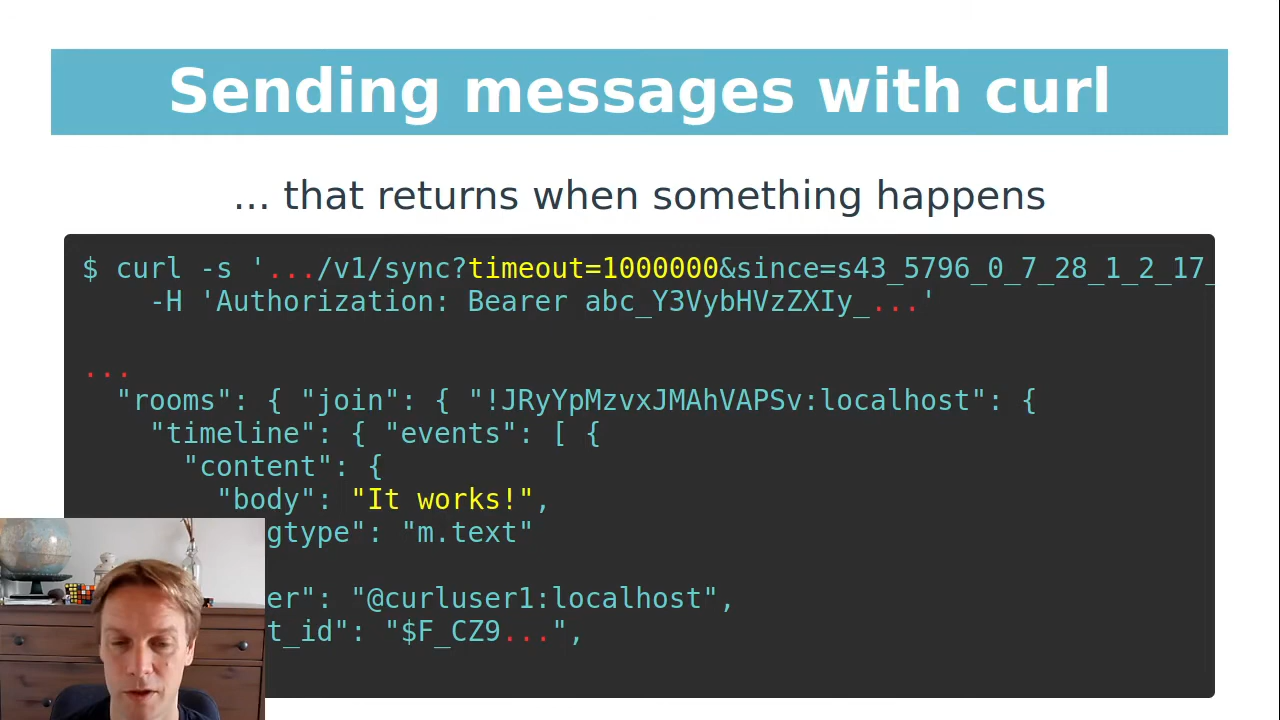 Sending messages with curl
... that returns when something happens
$ curl -s '.../v1/sync?timeout=1000000&since=s43_5796_0_7_28_1_2_17_
-H 'Authorization: Bearer abc_Y3VybHVzZXIy_...'
...
"rooms": { "join": { "!JRyYpMzvxJMAhVAPSv:localhost": {
"timeline": { "events": [ {
"content": {
"body": "It works!",
gtype": "m.text"
er": "@curluser1:localhost",
t_id": "$F_CZ9...",